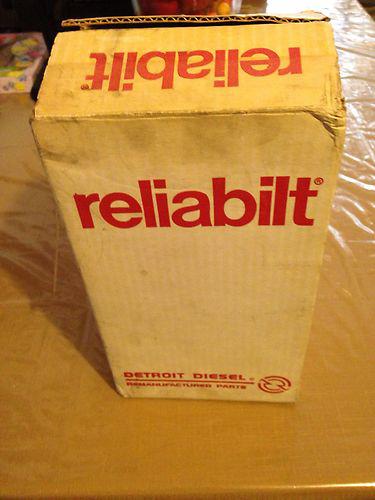 reliabilt
reliabilt®
DETROIT DIESEL®
REMANUFACTURED PARTS